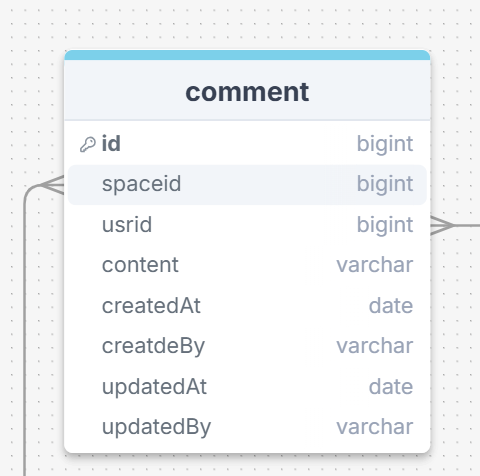 comment
id bigint
spaceid bigint
usrid bigint
content varchar
createdAt date
creatdeBy varchar
updatedAt date
updatedBy varchar